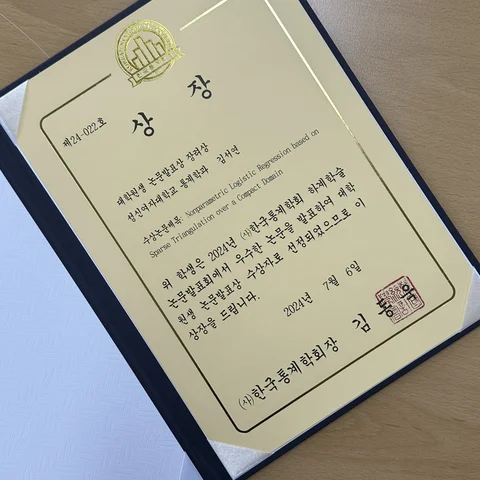 제24-022호
상 장
대학원생 논문발표상 장려상
성신여자대학교 통계학과 김서연
수상논문제목: Nonparametric Logistic Regression based on
Sparse Triangulation over a Compact Domain
위 학생은 2024년 (사)한국통계학회 하계학술
논문발표회에서 우수한 논문을 발표하여 대학
원생 논문발표상 수상자로 선정되었으므로 이
상장을 드립니다.
2024년 7월 6일
(사)한국통계학회장 김 동 욱